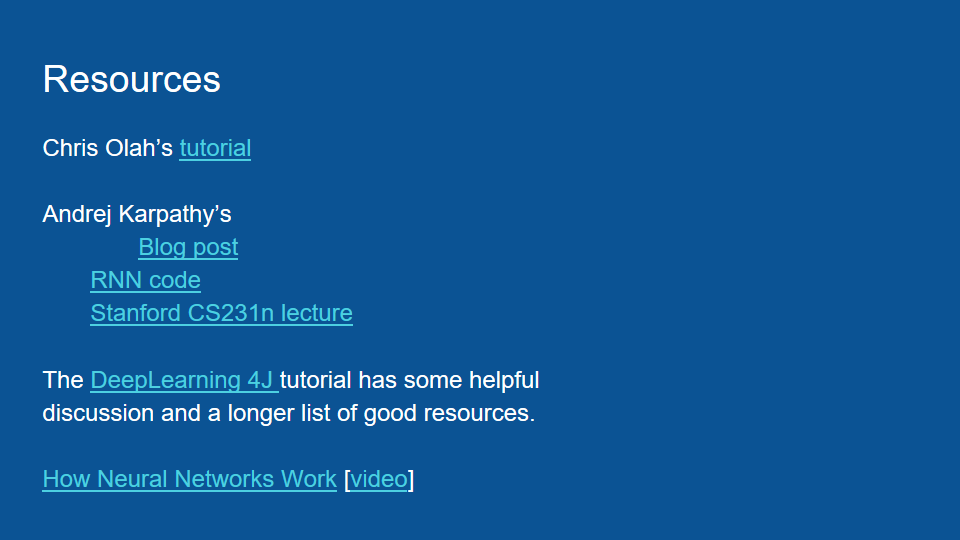 Resources
Chris Olah’s tutorial
Andrej Karpathy’s
Blog post
RNN code
Stanford CS231n lecture
The DeepLearning 4J tutorial has some helpful
discussion and a longer list of good resources.
How Neural Networks Work [video]